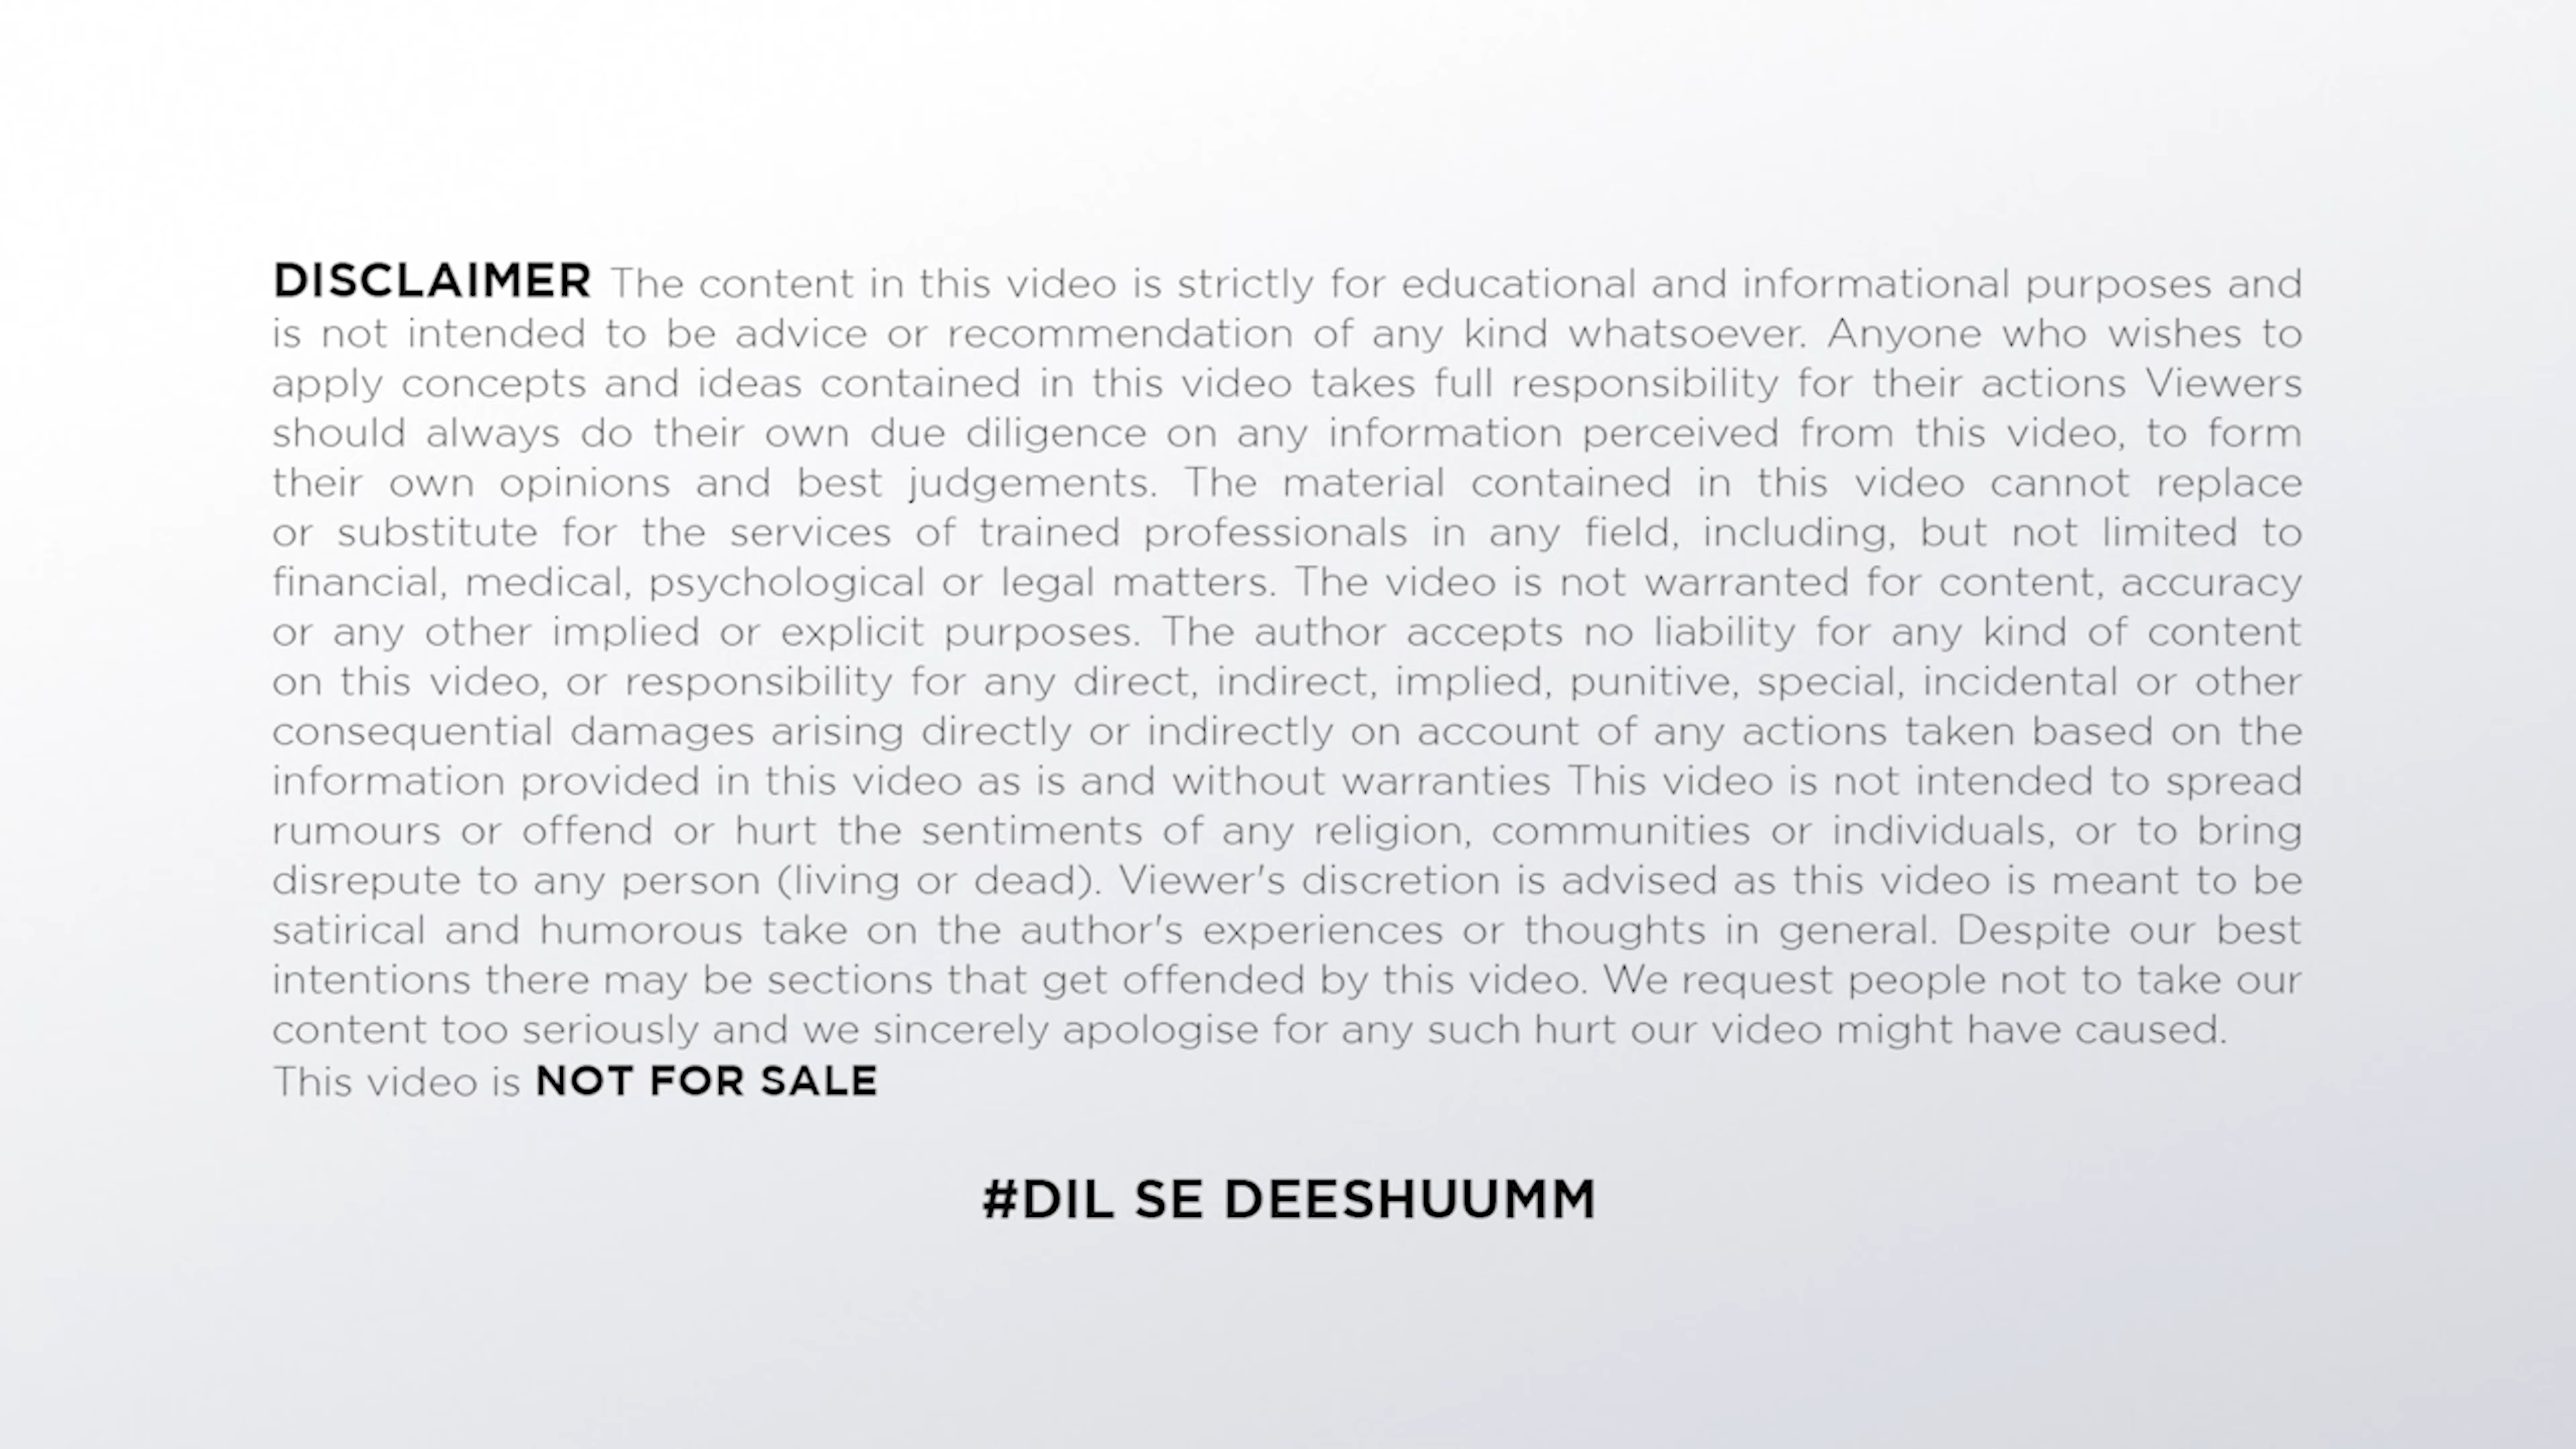 DISCLAIMER The content in this video is strictly for educational and informational purposes and
is not intended to be advice or recommendation of any kind whatsoever. Anyone who wishes to
apply concepts and ideas contained in this video takes full responsibility for their actions Viewers
should always do their own due diligence on any information perceived from this video, to form
their own opinions and best judgements. The material contained in this video cannot replace
or substitute for the services of trained professionals in any field, including, but not limited to
financial, medical, psychological or legal matters. The video is not warranted for content, accuracy
or any other implied or explicit purposes. The author accepts no liability for any kind of content
on this video, or responsibility for any direct, indirect, implied, punitive, special, incidental or other
consequential damages arising directly or indirectly on account of any actions taken based on the
information provided in this video as is and without warranties This video is not intended to spread
rumours or offend or hurt the sentiments of any religion, communities or individuals, or to bring
disrepute to any person (living or dead). Viewer's discretion is advised as this video is meant to be
satirical and humorous take on the author's experiences or thoughts in general. Despite our best
intentions there may be sections that get offended by this video. We request people not to take our
content too seriously and we sincerely apologise for any such hurt our video might have caused.
This video is NOT FOR SALE
#DIL SE DEESHUUMM